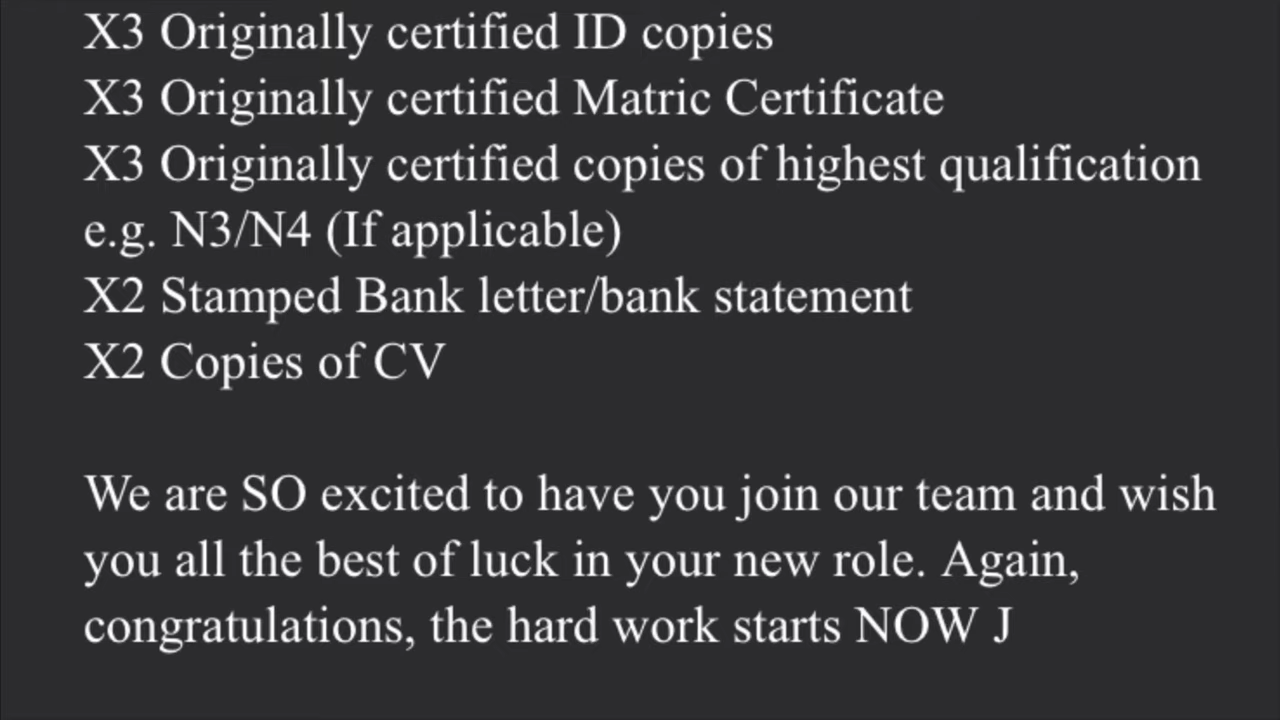 X3 Originally certified ID copies
X3 Originally certified Matric Certificate
X3 Originally certified copies of highest qualification
e.g. N3/N4 (If applicable)
X2 Stamped Bank letter/bank statement
X2 Copies of CV
We are SO excited to have you join our team and wish
you all the best of luck in your new role. Again,
congratulations, the hard work starts NOW J